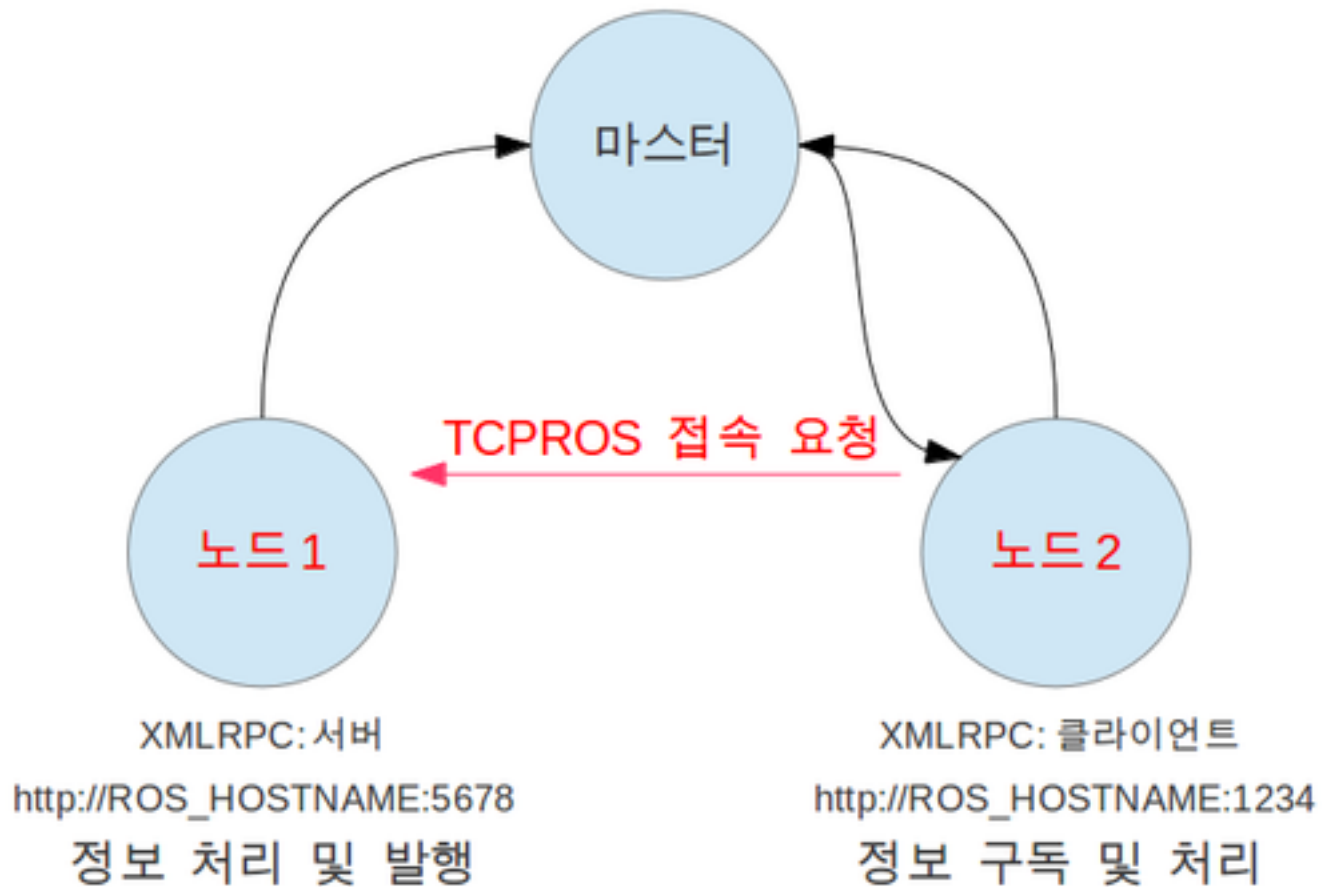 마스터
TCPROS 접속 요청
노드1
노드2
XMLRPC: 서버
http://ROS_HOSTNAME:5678
정보 처리 및 발행
XMLRPC: 클라이언트
http://ROS_HOSTNAME:1234
정보 구독 및 처리